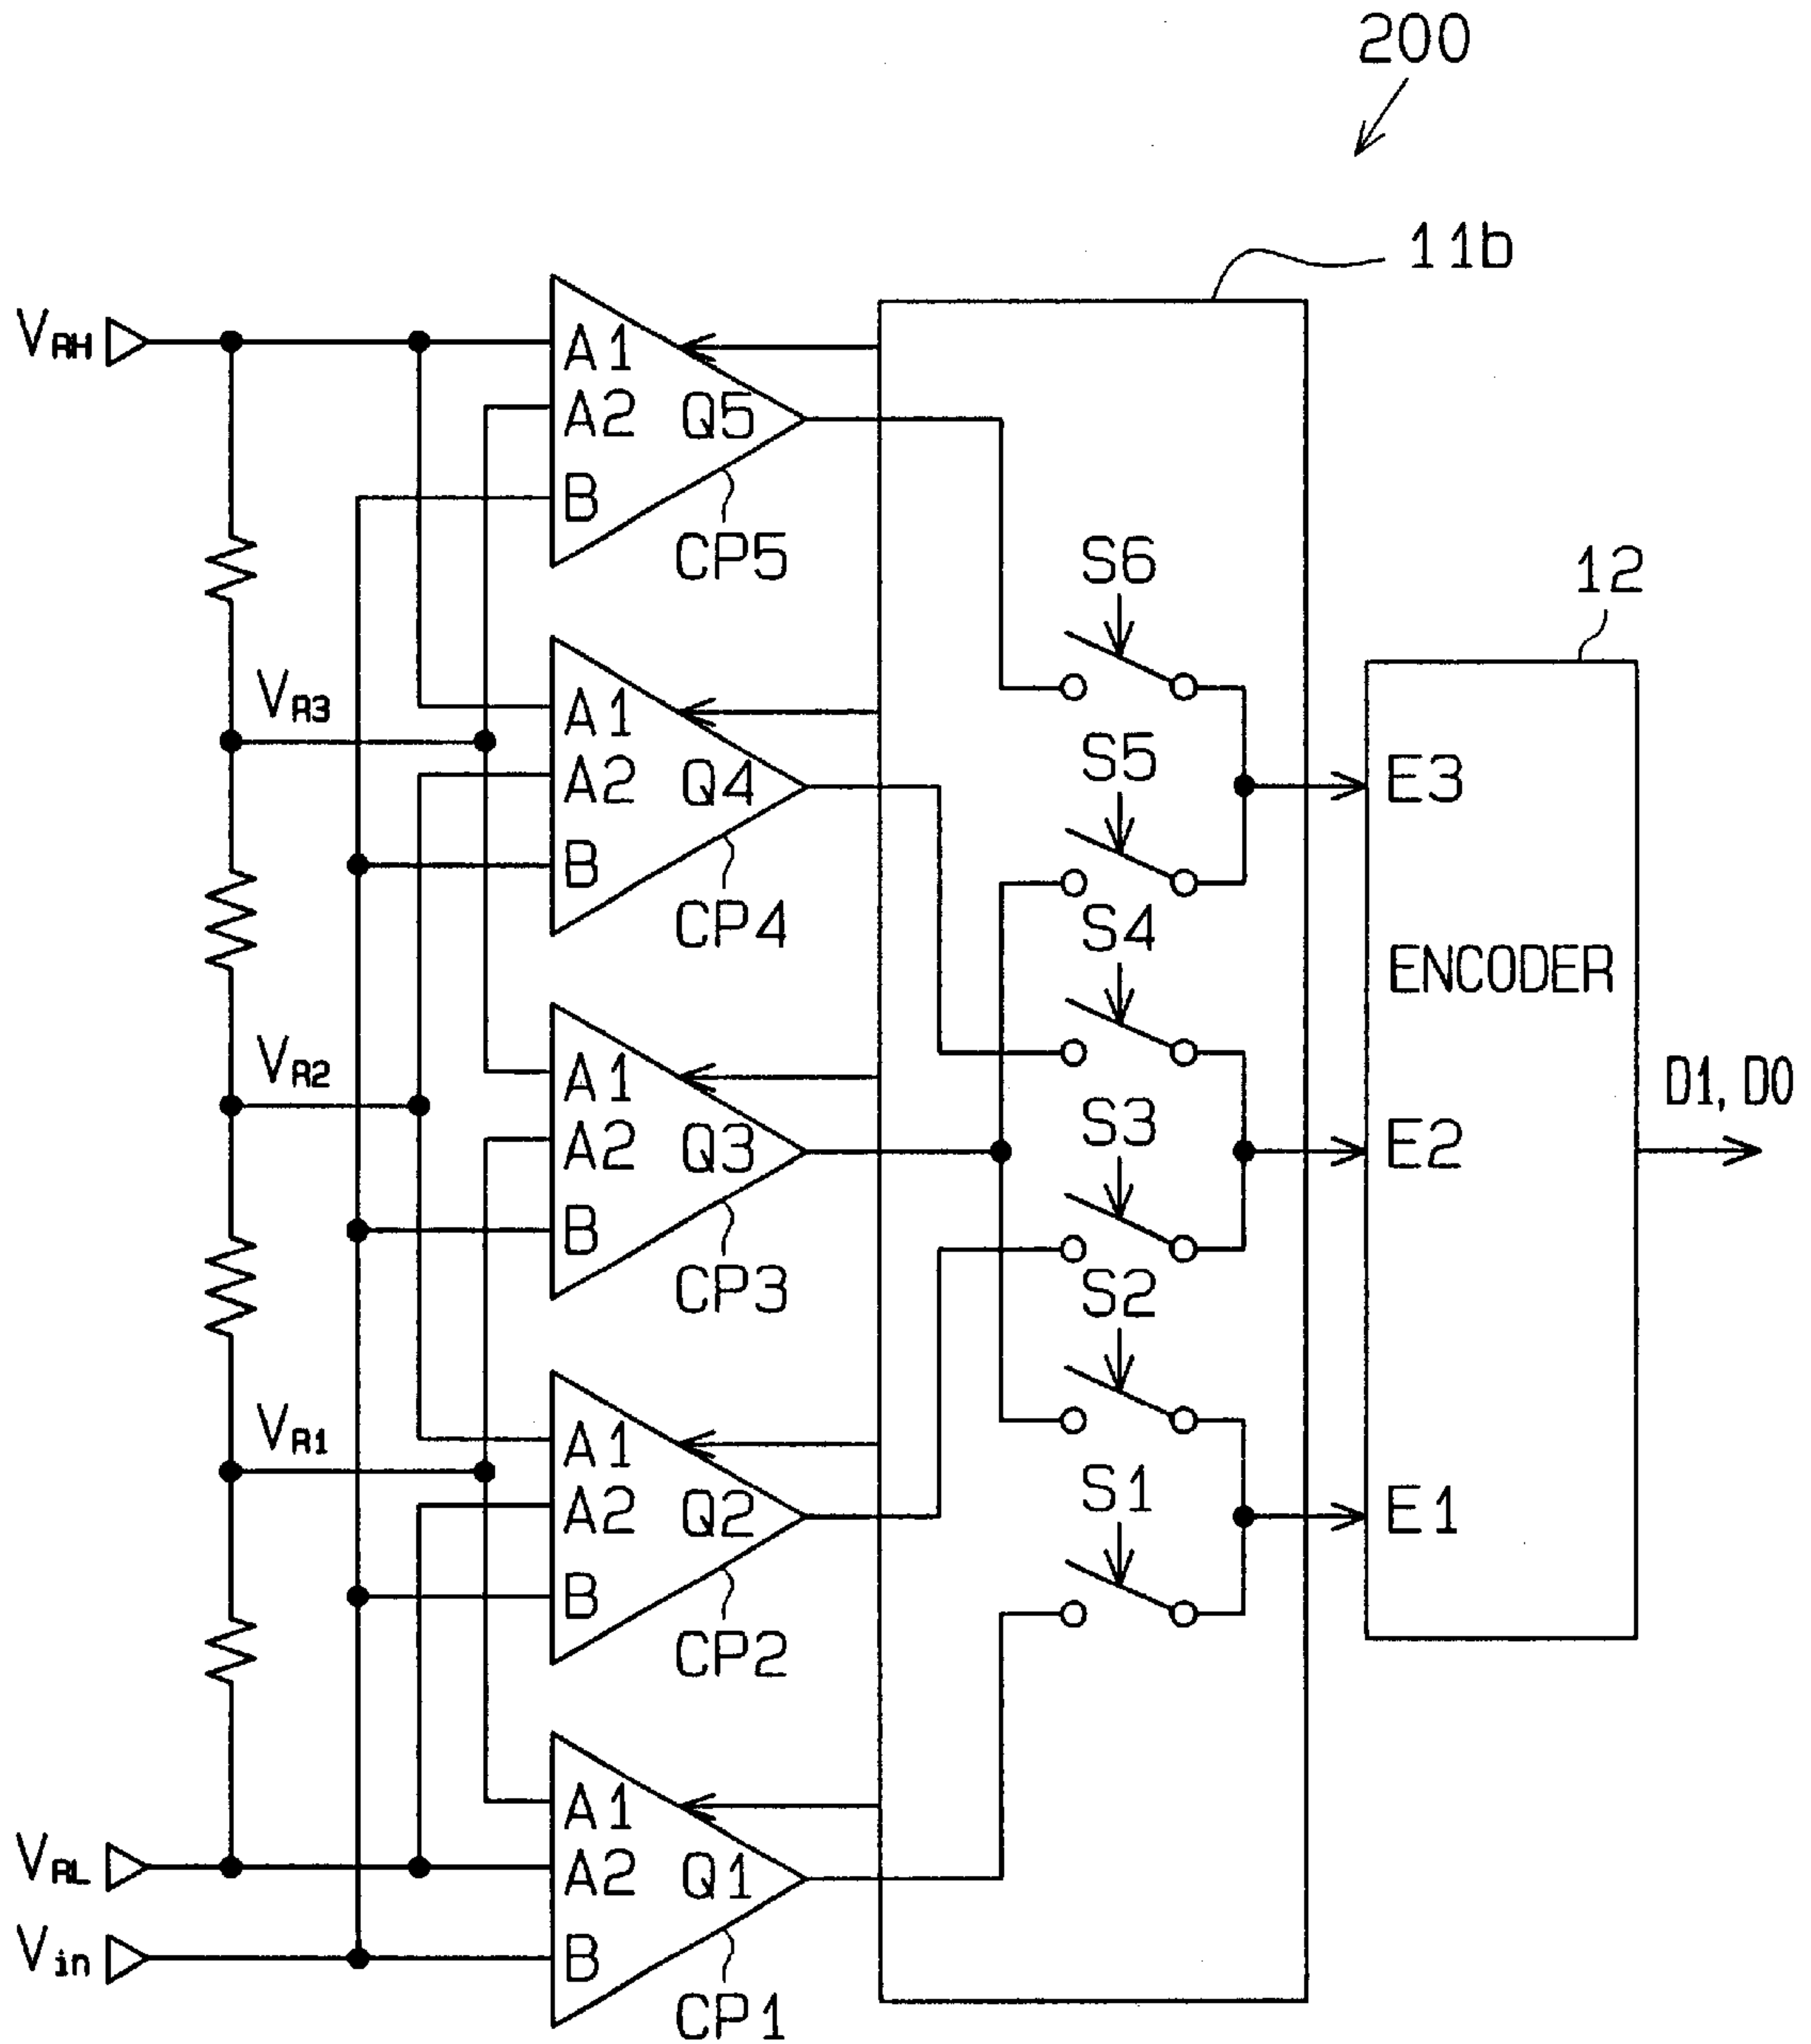 200
11b
V_RH
A1
A2
Q5
B
CP5
S6
12
V_R3
A1
A2
Q4
B
CP4
S5
E3
S4
ENCODER
V_R2
A1
A2
Q3
B
CP3
S3
E2
D1, D0
S2
V_R1
A1
A2
Q2
B
CP2
S1
E1
A1
V_RL
A2
Q1
V_in
B
CP1